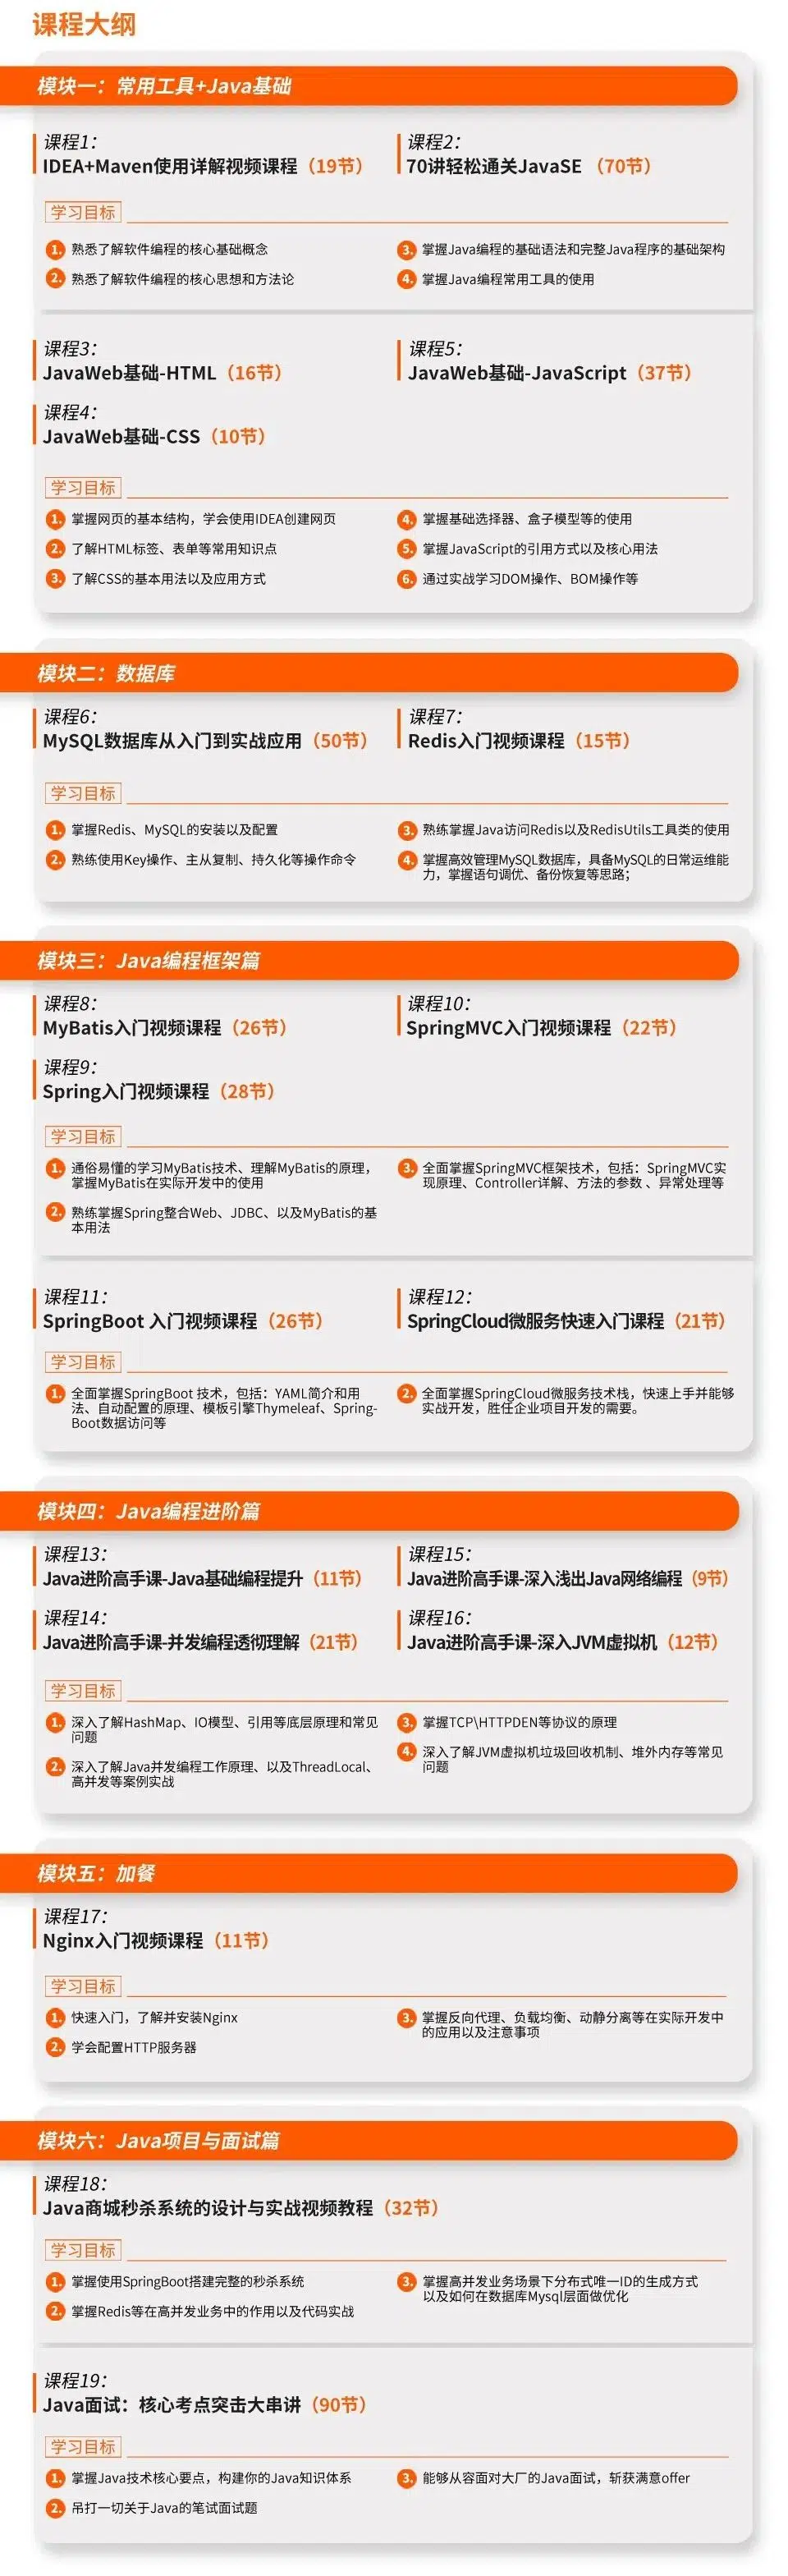 课程大纲
模块一：常用工具+Java基础
课程1：
IDEA+Maven使用详解视频课程（19节）
课程2：
70讲轻松通关JavaSE （70节）
学习目标
1. 熟悉了解软件编程的核心基础概念
2. 熟悉了解软件编程的核心思想和方法论
3. 掌握Java编程的基础语法和完整Java程序的基础架构
4. 掌握Java编程常用工具的使用
课程3：
JavaWeb基础-HTML（16节）
课程4：
JavaWeb基础-CSS（10节）
课程5：
JavaWeb基础-JavaScript（37节）
学习目标
1. 掌握网页的基本结构，学会使用IDEA创建网页
2. 了解HTML标签、表单等常用知识点
3. 了解CSS的基本用法以及应用方式
4. 掌握基础选择器、盒子模型等的使用
5. 掌握JavaScript的引用方式以及核心用法
6. 通过实战学习DOM操作、BOM操作等
模块二：数据库
课程6：
MySQL数据库从入门到实战应用（50节）
课程7：
Redis入门视频课程（15节）
学习目标
1. 掌握Redis、MySQL的安装以及配置
2. 熟练使用Key操作、主从复制、持久化等操作命令
3. 熟练掌握Java访问Redis以及RedisUtils工具类的使用
4. 掌握高效管理MySQL数据库，具备MySQL的日常运维能
力，掌握语句调优、备份恢复等思路；
模块三：Java编程框架篇
课程8：
MyBatis入门视频课程（26节）
课程9：
Spring入门视频课程（28节）
课程10：
SpringMVC入门视频课程（22节）
学习目标
1. 通俗易懂的学习MyBatis技术、理解MyBatis的原理，
掌握MyBatis在实际开发中的使用
2. 熟练掌握Spring整合Web、JDBC、以及MyBatis的基
本用法
3. 全面掌握SpringMVC框架技术，包括：SpringMVC实
现原理、Controller详解、方法的参数 、异常处理等
课程11：
SpringBoot 入门视频课程（26节）
课程12：
SpringCloud微服务快速入门课程（21节）
学习目标
1. 全面掌握SpringBoot 技术，包括：YAML简介和用
法、自动配置的原理、模板引擎Thymeleaf、Spring-
Boot数据访问等
2. 全面掌握SpringCloud微服务技术栈，快速上手并能够
实战开发，胜任企业项目开发的需要。
模块四：Java编程进阶篇
课程13：
Java进阶高手课-Java基础编程提升（11节）
课程14：
Java进阶高手课-并发编程透彻理解（21节）
课程15：
Java进阶高手课-深入浅出Java网络编程（9节）
课程16：
Java进阶高手课-深入JVM虚拟机（12节）
学习目标
1. 深入了解HashMap、IO模型、引用等底层原理和常见
问题
2. 深入了解Java并发编程工作原理、以及ThreadLocal、
高并发等案例实战
3. 掌握TCP\HTTPDEN等协议的原理
4. 深入了解JVM虚拟机垃圾回收机制、堆外内存等常见
问题
模块五：加餐
课程17：
Nginx入门视频课程（11节）
学习目标
1. 快速入门，了解并安装Nginx
2. 学会配置HTTP服务器
3. 掌握反向代理、负载均衡、动静分离等在实际开发中
的应用以及注意事项
模块六：Java项目与面试篇
课程18：
Java商城秒杀系统的设计与实战视频教程（32节）
学习目标
1. 掌握使用SpringBoot搭建完整的秒杀系统
2. 掌握Redis等在高并发业务中的作用以及代码实战
3. 掌握高并发业务场景下分布式唯一ID的生成方式
以及如何在数据库Mysql层面做优化
课程19：
Java面试：核心考点突击大串讲（90节）
学习目标
1. 掌握Java技术核心要点，构建你的Java知识体系
2. 吊打一切关于Java的笔试面试题
3. 能够从容面对大厂的Java面试，斩获满意offer